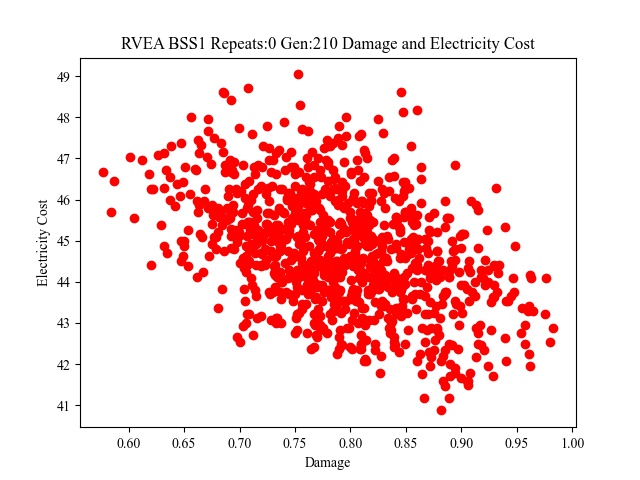 RVEA BSS1 Repeats:0 Gen:210 Damage and Electricity Cost
49
48
47
46
45
44
43
42
41
Electricity Cost
0.60 0.65 0.70 0.75 0.80 0.85 0.90 0.95 1.00
Damage